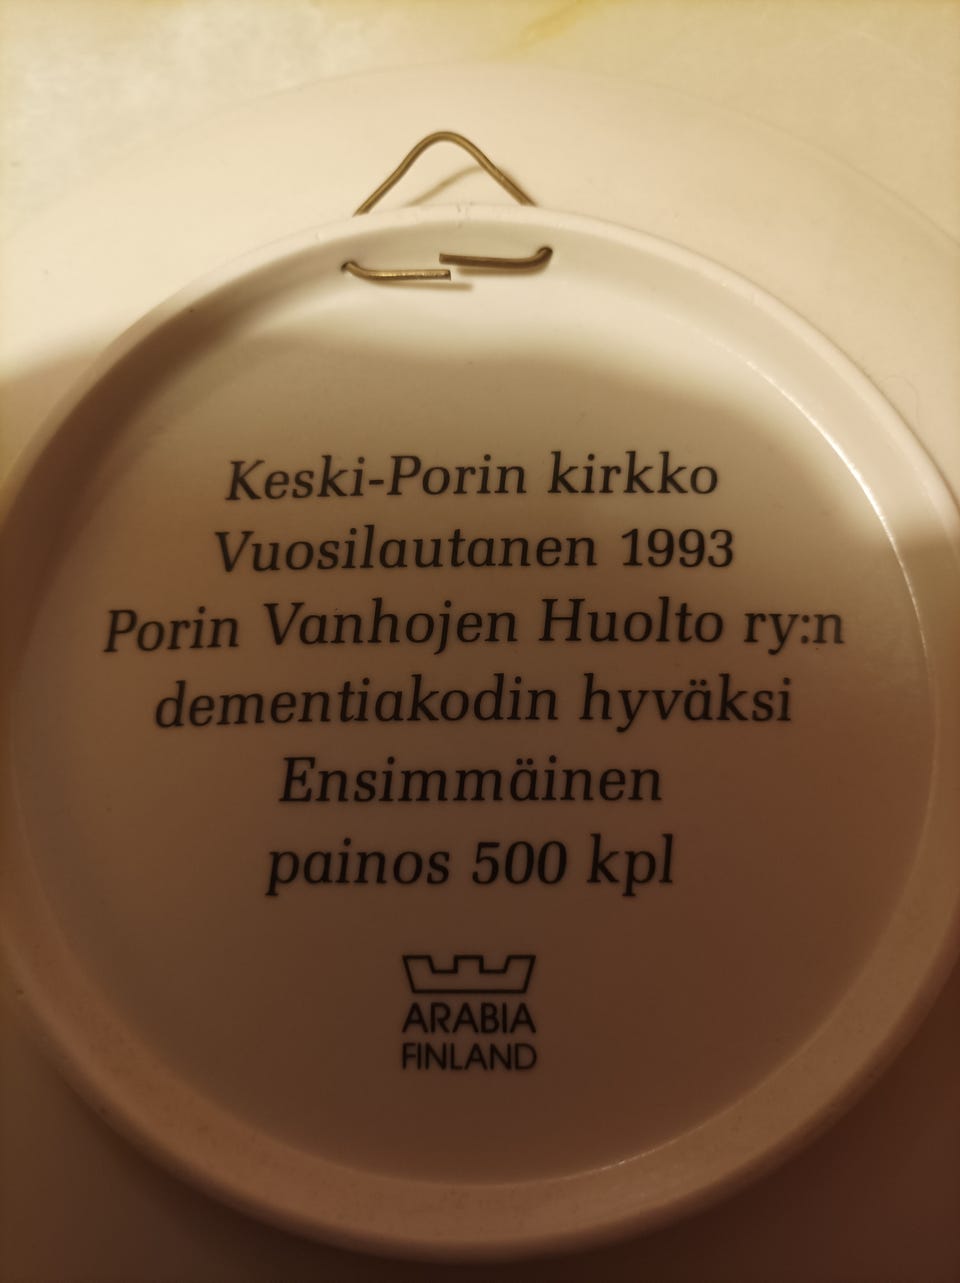 Keski-Porin kirkko
Vuosilautanen 1993
Porin Vanhojen Huolto ry:n
dementiakodin hyväksi
Ensimmäinen
painos 500 kpl
ARABIA
FINLAND